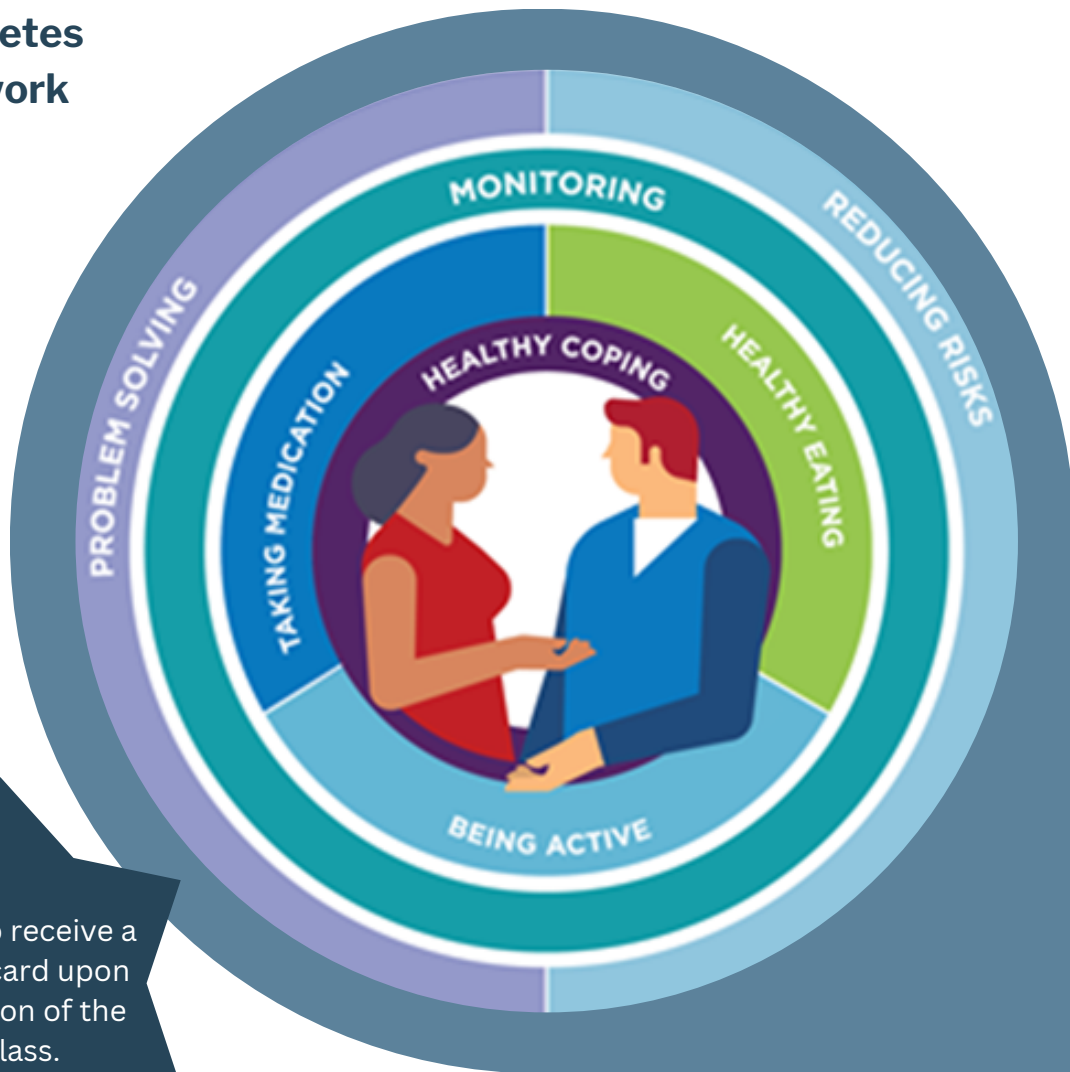 etes
work
PROBLEM SOLVING
REDUCING RISKS
MONITORING
TAKING MEDICATION
HEALTHY EATING
HEALTHY COPING
BEING ACTIVE
receive a
card upon
on of the
lass.